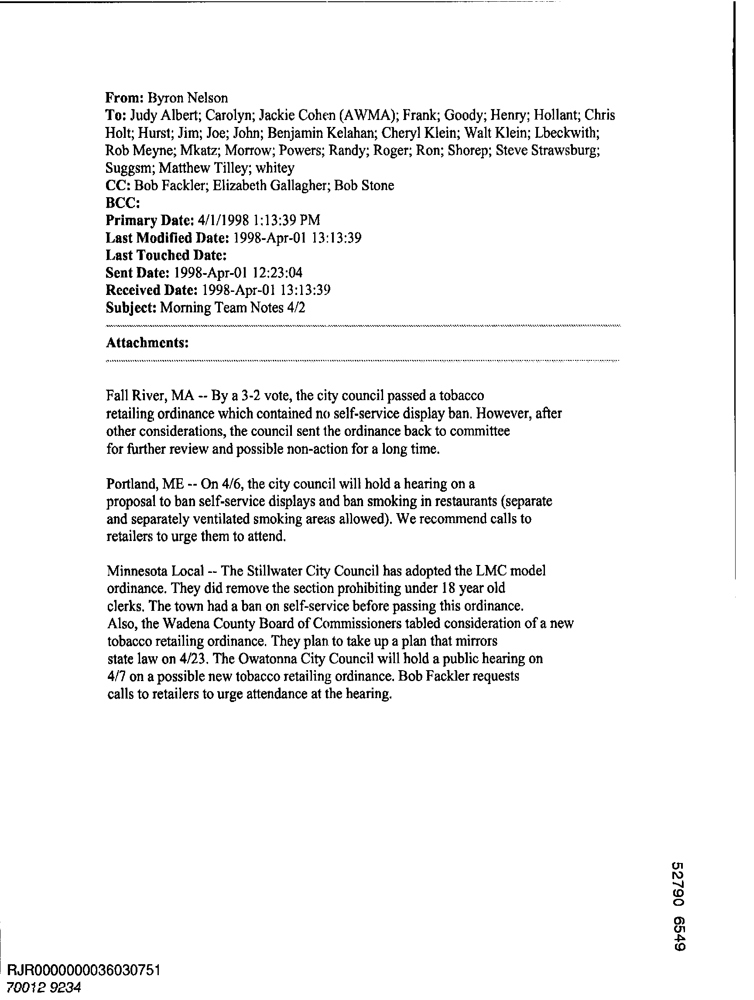 From: Byron Nelson
To: Judy Albert; Carolyn; Jackie Cohen (AWMA); Frank; Goody; Henry; Hollant; Chris
Holt; Hurst; Jim; Joe; John; Benjamin Kelahan; Cheryl Klein; Walt Klein; Lbeckwith;
Rob Meyne; Mkatz; Morrow; Powers; Randy; Roger; Ron; Shorep; Steve Strawsburg;
Suggsm; Matthew Tilley; whitey
CC: Bob Fackler; Elizabeth Gallagher; Bob Stone
BCC:
Primary Date: 4/1/1998 1:13:39 PM
Last Modified Date: 1998-Apr-01 13:13:39
Last Touched Date:
Sent Date: 1998-Apr-01 12:23:04
Received Date: 1998-Apr-01 13:13:39
Subject: Morning Team Notes 4/2
Attachments:
Fall River, MA -- By a 3-2 vote, the city council passed a tobacco
retailing ordinance which contained no self-service display ban. However, after
other considerations, the council sent the ordinance back to committee
for further review and possible non-action for a long time.
Portland, ME -- On 4/6, the city council will hold a hearing on a
proposal to ban self-service displays and ban smoking in restaurants (separate
and separately ventilated smoking areas allowed). We recommend calls to
retailers to urge them to attend.
Minnesota Local -- The Stillwater City Council has adopted the LMC model
ordinance. They did remove the section prohibiting under 18 year old
clerks. The town had a ban on self-service before passing this ordinance.
Also, the Wadena County Board of Commissioners tabled consideration of a new
tobacco retailing ordinance. They plan to take up a plan that mirrors
state law on 4/23. The Owatonna City Council will hold a public hearing on
4/7 on a possible new tobacco retailing ordinance. Bob Fackler requests
calls to retailers to urge attendance at the hearing.
52790 6549
RJR0000000036030751
70012 9234